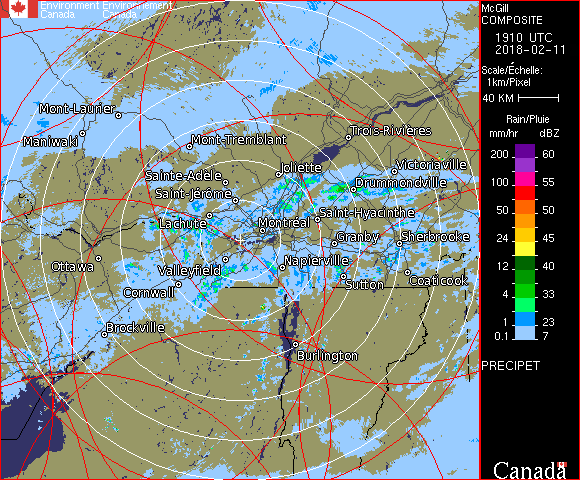 Environment Environnement
Canada Canada
McGill
COMPOSITE
1910 UTC
2018-02-11
Scale/Échelle:
1km/Pixel
40 KM
Rain/Pluie
mm/hr dBZ
200 60
100 55
50 50
24 45
12 40
4 33
1 23
0.1 7
PRECIPET
Canada
Mont-Laurier
Maniwaki
Mont-Tremblant
Trois-Rivières
Sainte-Adèle
Joliette
Victoriaville
Saint-Jérôme
Drummondville
Lachute
Montréal
Saint-Hyacinthe
Granby
Sherbrooke
Ottawa
Valleyfield
Napierville
Cornwall
Sutton
Coaticook
Brockville
Burlington